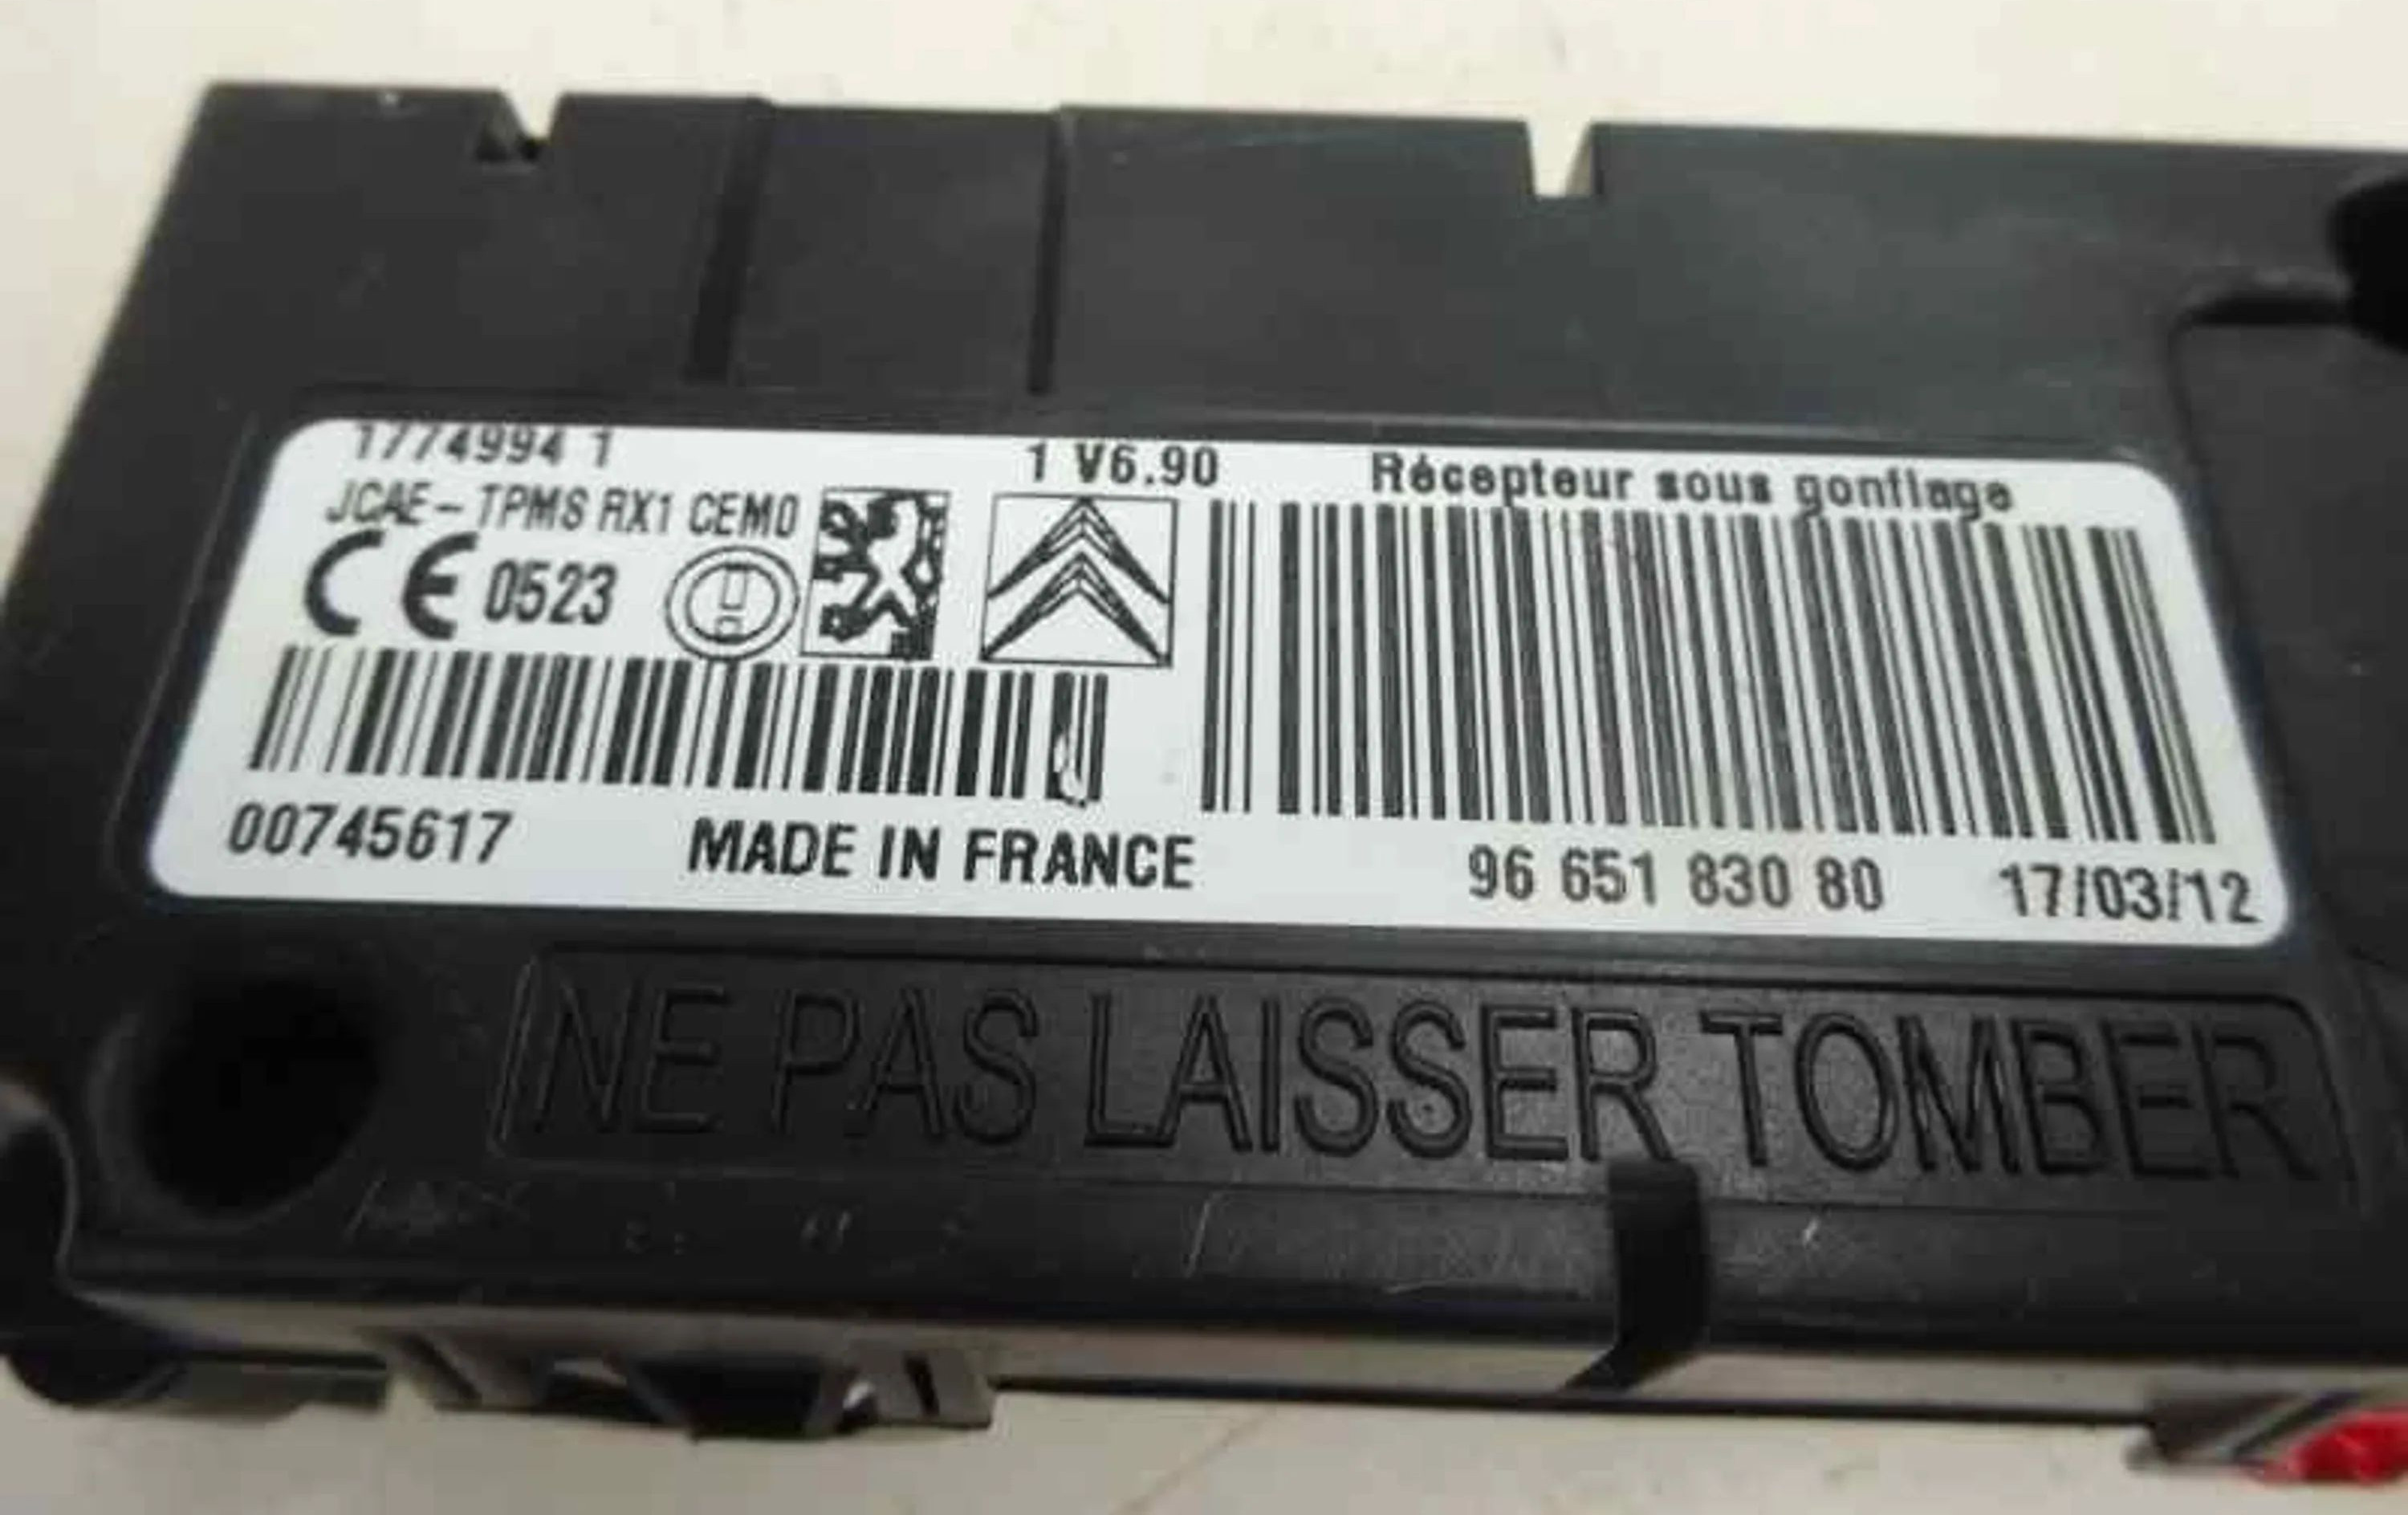 1774994 1
1 V6.90
Récepteur sous gonflage
JCAE-TPMS RX1 CEM0
CE 0523
00745617
MADE IN FRANCE
96 651 830 80
17/03/12
NE PAS LAISSER TOMBER